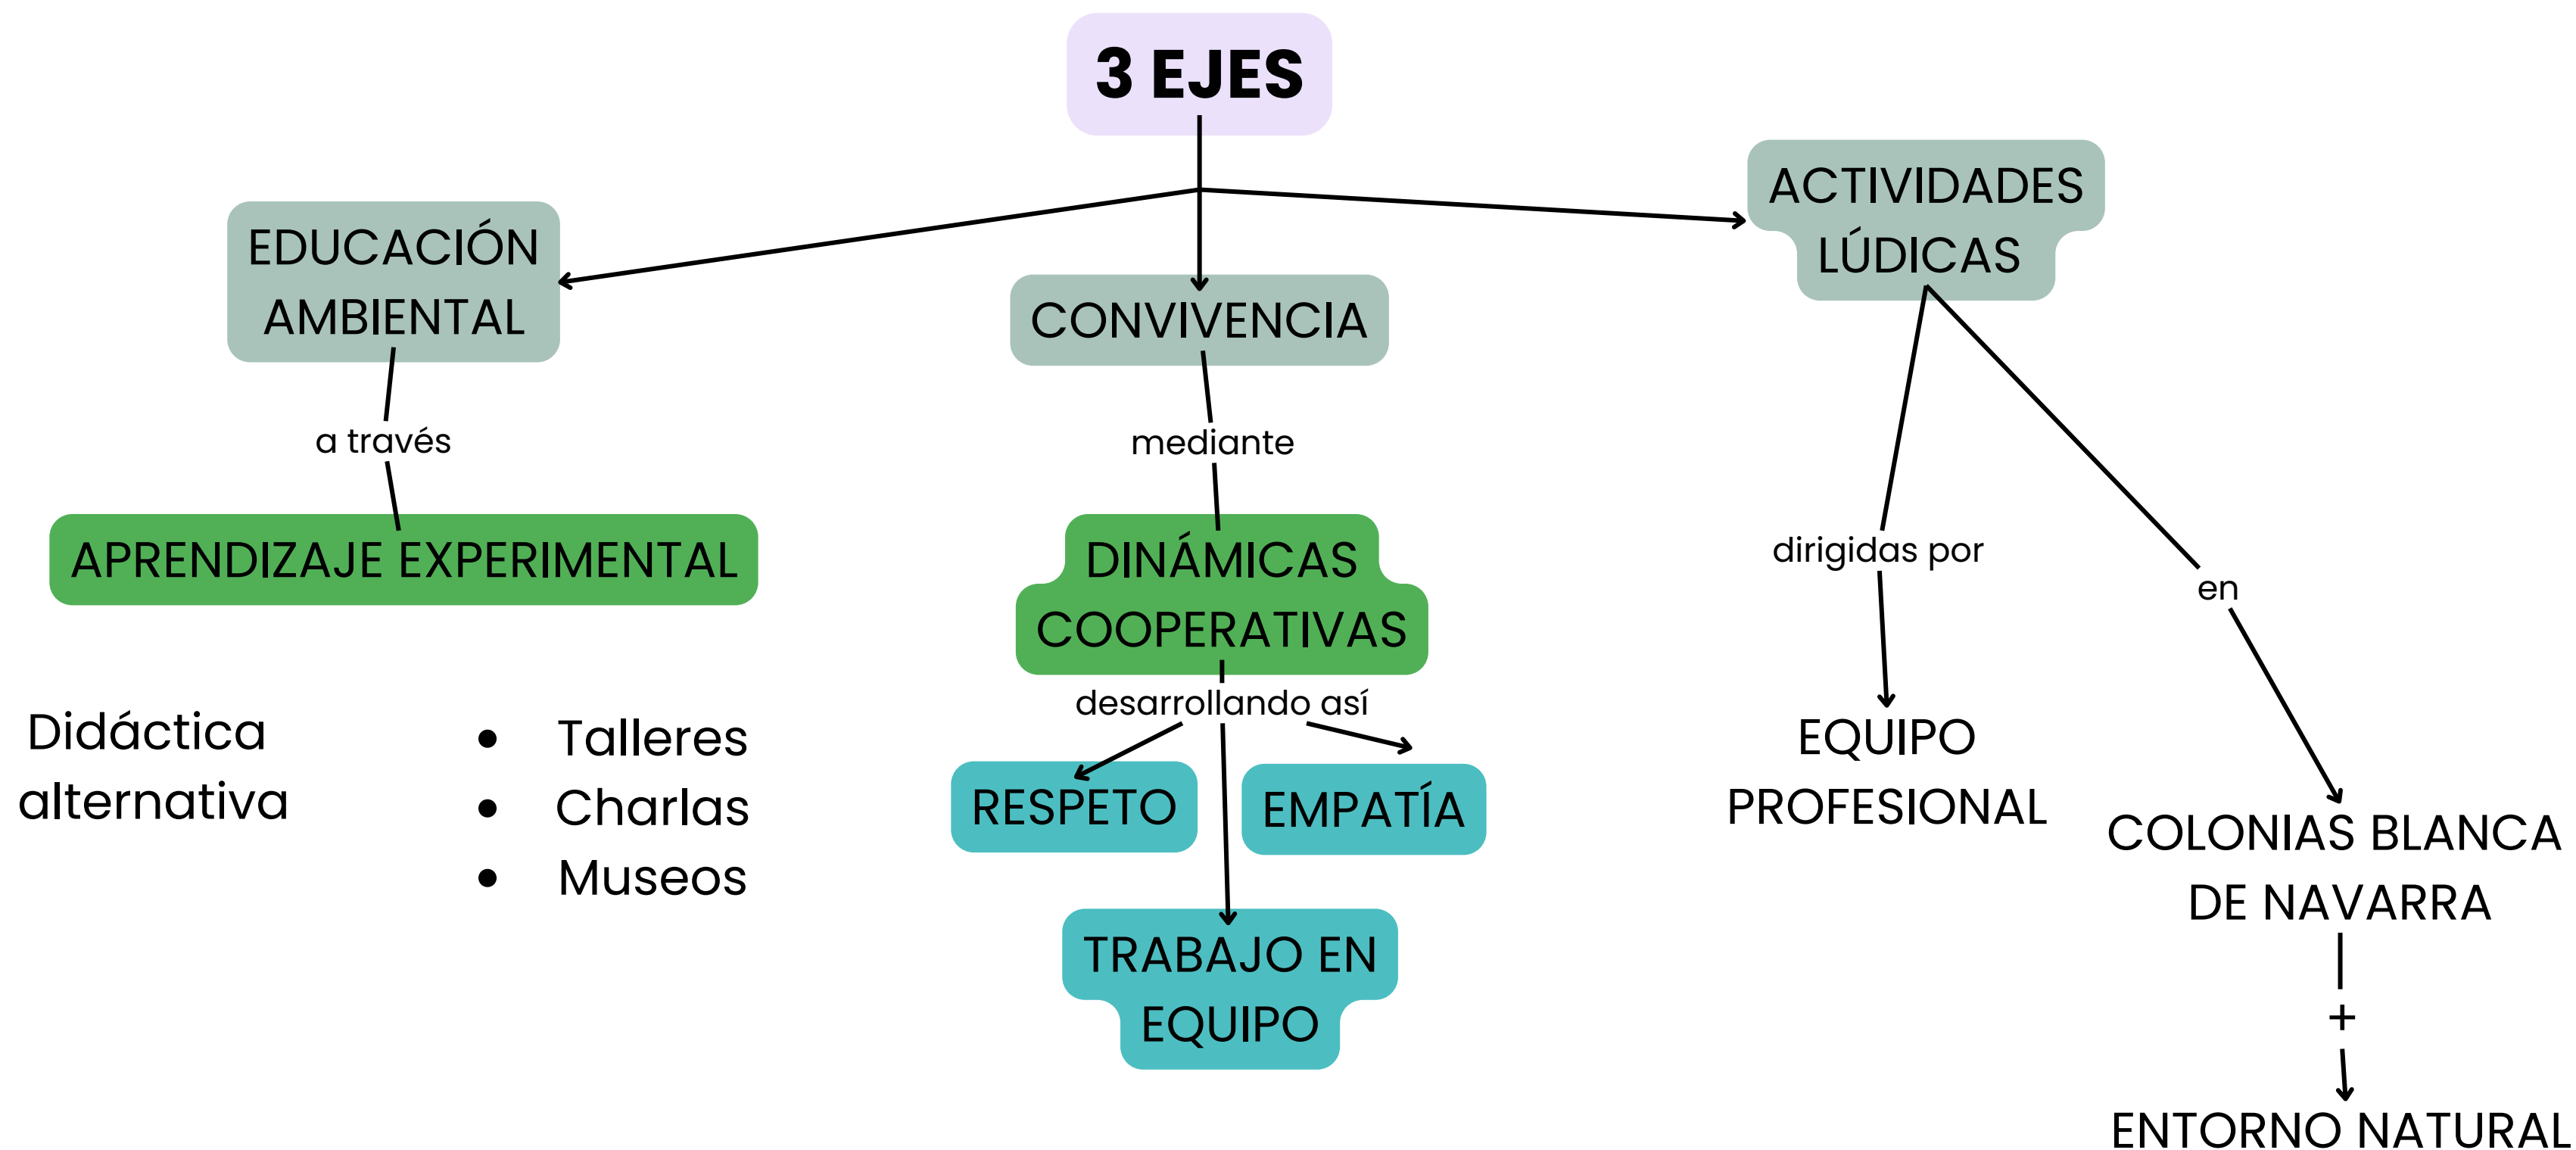 3 EJES
EDUCACIÓN
AMBIENTAL
a través
APRENDIZAJE EXPERIMENTAL
Didáctica
alternativa
• Talleres
• Charlas
• Museos
CONVIVENCIA
mediante
DINÁMICAS
COOPERATIVAS
desarrollando así
RESPETO
EMPATÍA
TRABAJO EN
EQUIPO
ACTIVIDADES
LÚDICAS
dirigidas por
EQUIPO
PROFESIONAL
en
COLONIAS BLANCA
DE NAVARRA
+
ENTORNO NATURAL